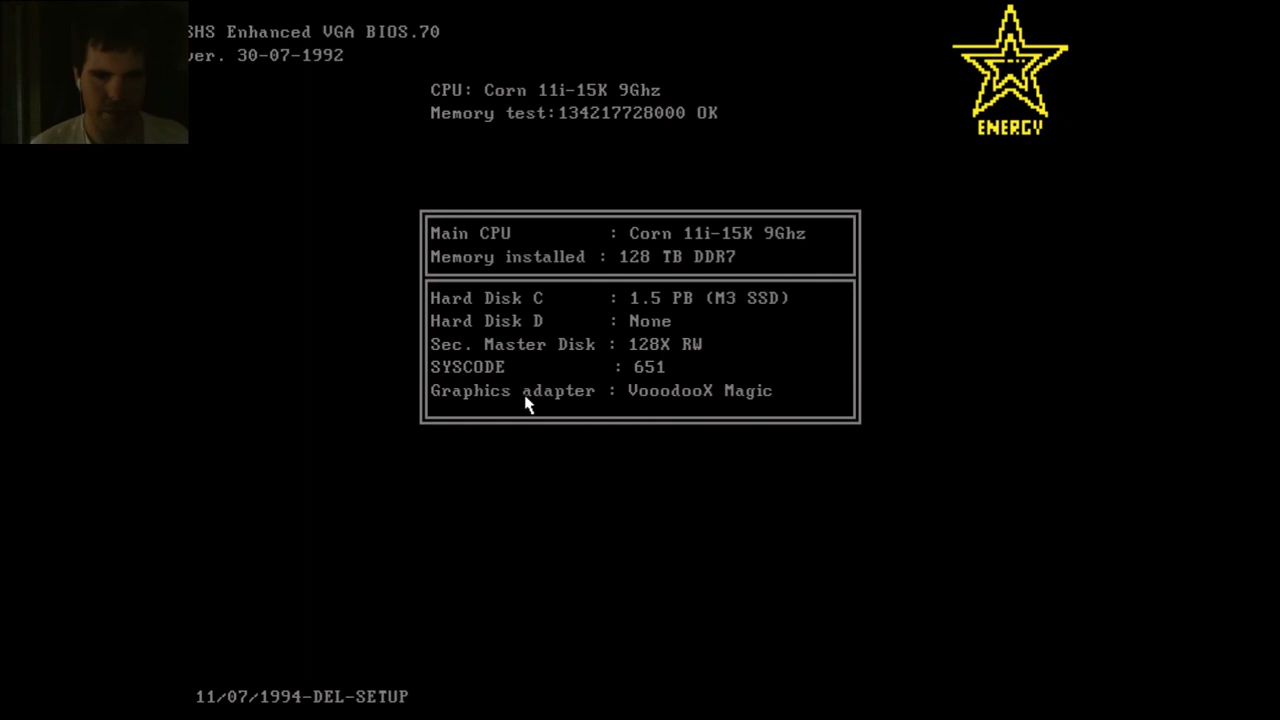 SHS Enhanced VGA BIOS.70
ver. 30-07-1992
ENERGY
CPU: Corn 11i-15K 9Ghz
Memory test:134217728000 OK
Main CPU : Corn 11i-15K 9Ghz
Memory installed : 128 TB DDR7
Hard Disk C : 1.5 PB (M3 SSD)
Hard Disk D : None
Sec. Master Disk : 128X RW
SYSCODE : 651
Graphics adapter : VooodooX Magic
11/07/1994-DEL-SETUP